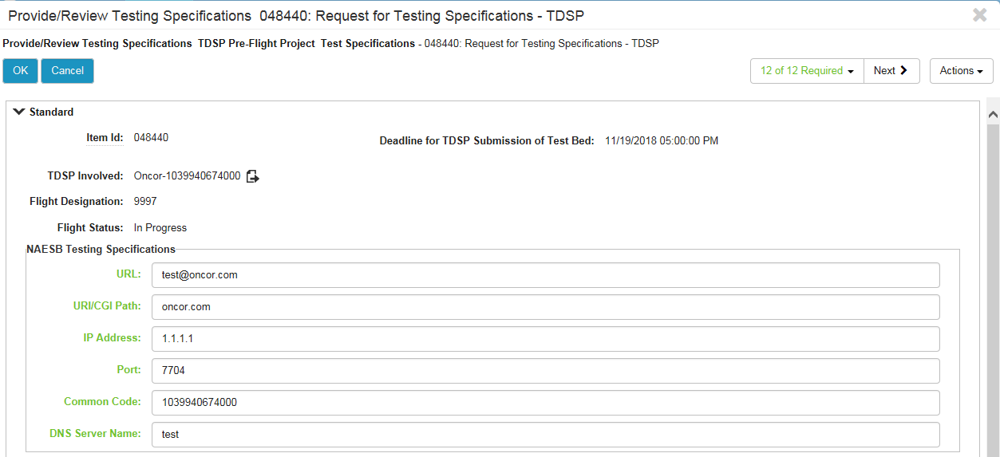 Provide/Review Testing Specifications 048440: Request for Testing Specifications - TDSP
Provide/Review Testing Specifications TDSP Pre-Flight Project Test Specifications - 048440: Request for Testing Specifications - TDSP
OK Cancel 12 of 12 Required Next Actions
Standard
Item Id: 048440 Deadline for TDSP Submission of Test Bed: 11/19/2018 05:00:00 PM
TDSP Involved: Oncor-1039940674000
Flight Designation: 9997
Flight Status: In Progress
NAESB Testing Specifications
URL: test@oncor.com
URI/CGI Path: oncor.com
IP Address: 1.1.1.1
Port: 7704
Common Code: 1039940674000
DNS Server Name: test